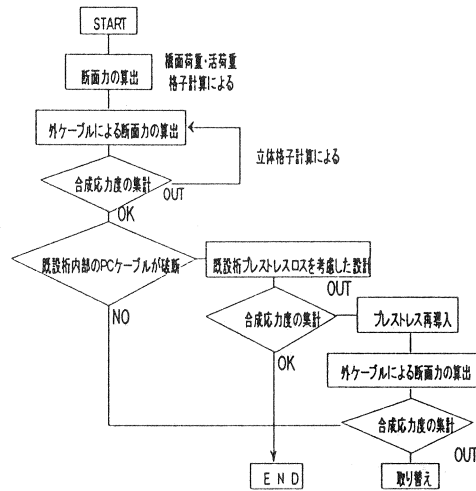 START
断面力の算出
橋面荷重・活荷重
格子計算による
外ケーブルによる断面力の算出
立体格子計算による
合成応力度の集計
OUT
OK
既設桁内部のPCケーブルが破断
既設桁プレストレスロスを考慮した設計
OUT
NO
合成応力度の集計
プレストレス再導入
OK
外ケーブルによる断面力の算出
合成応力度の集計
OUT
END
取り替え